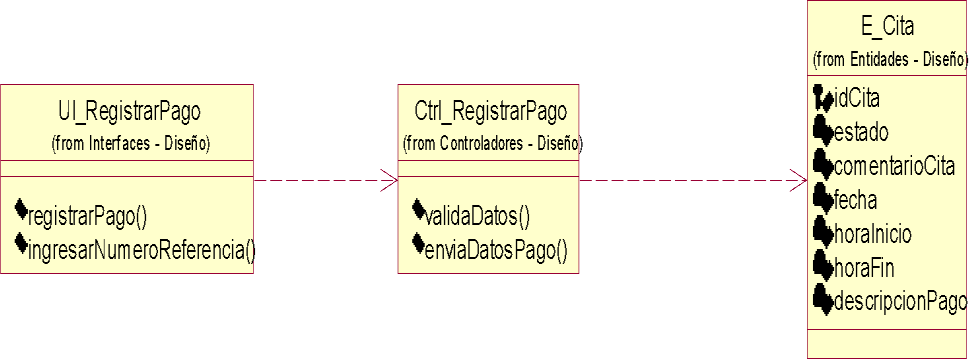 UI_RegistrarPago
(from Interfaces - Diseño)
registrarPago()
ingresarNumeroReferencia()
Ctrl_RegistrarPago
(from Controladores - Diseño)
validaDatos()
enviaDatosPago()
E_Cita
(from Entidades - Diseño)
idCita
estado
comentarioCita
fecha
horaInicio
horaFin
descripcionPago